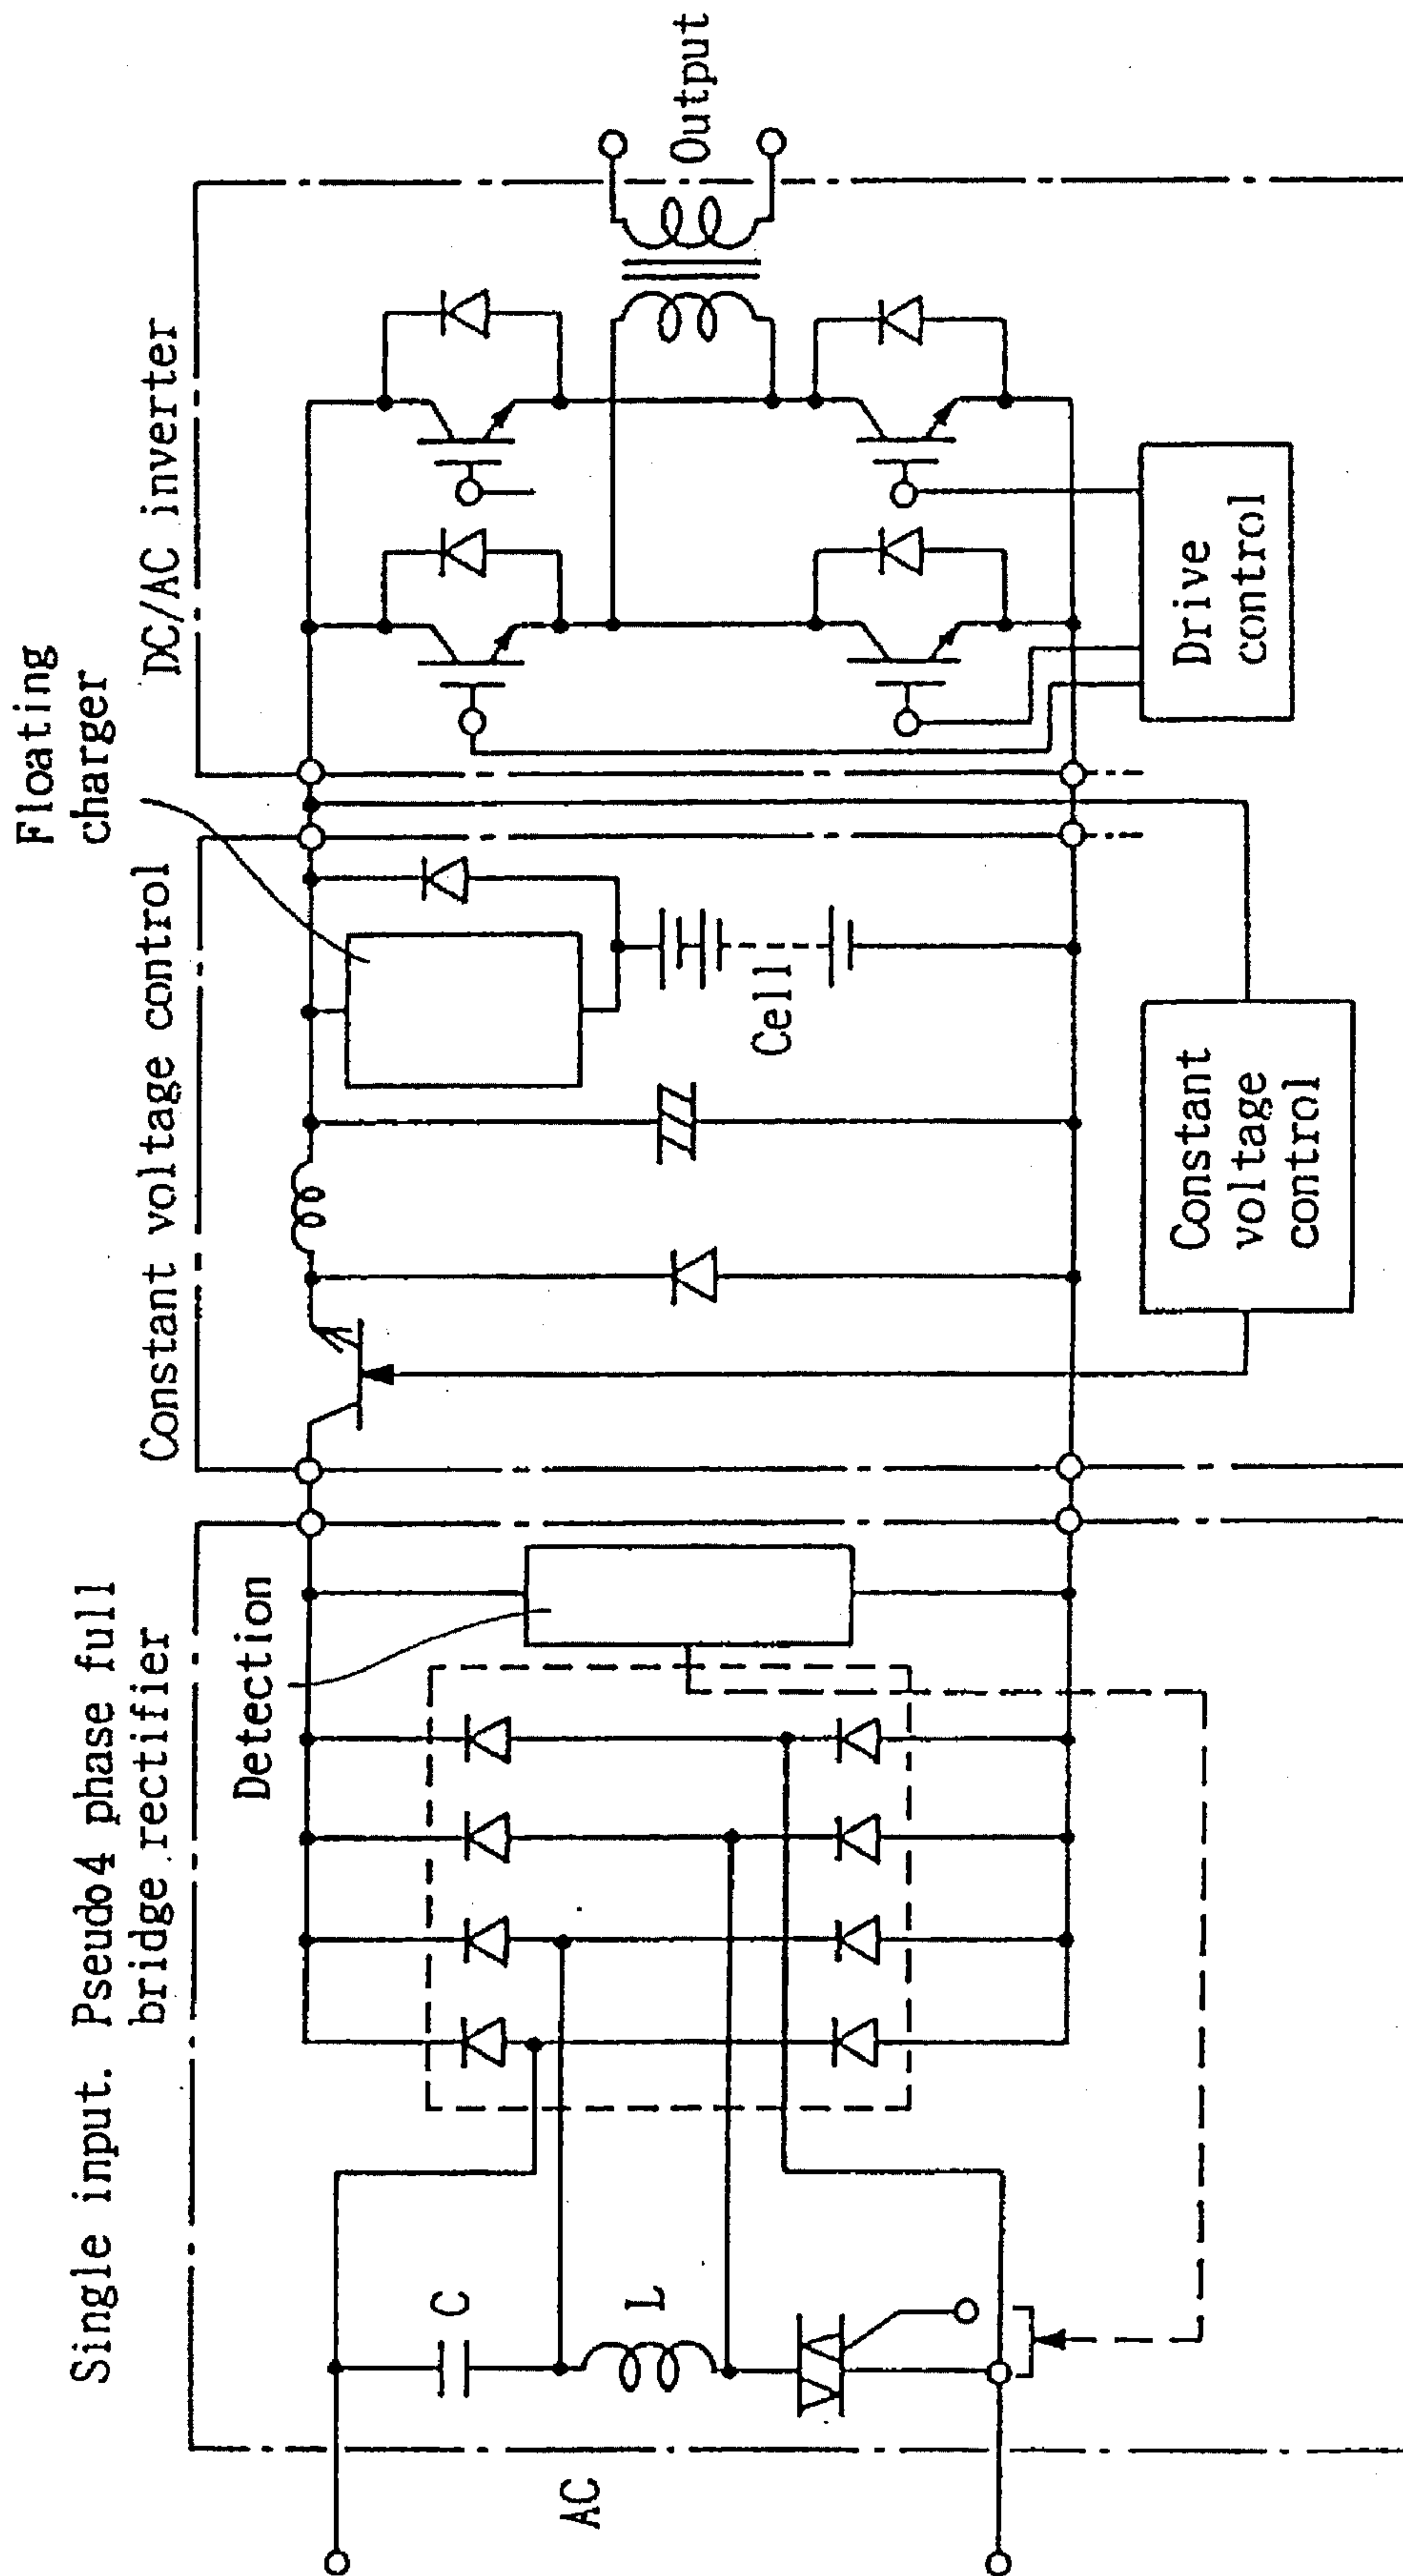 Single input. Pseudo4 phase full
bridge rectifier
Constant voltage control
Floating
charger
DC/AC inverter
Detection
AC
C
L
Cell
Constant
voltage
control
Drive
control
Output